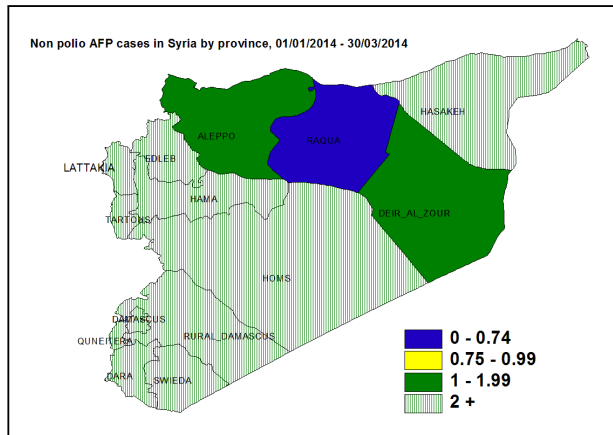 Non polio AFP cases in Syria by province, 01/01/2014 - 30/03/2014
HASAKEH
ALEPPO
RAQUA
EDLEB
LATTAKIA
HAMA
DEIR_AL_ZOUR
TARTOUS
HOMS
DAMASCUS
RURAL_DAMASCUS
QUNEITERA
DARA
SWIEDA
0 - 0.74
0.75 - 0.99
1 - 1.99
2 +